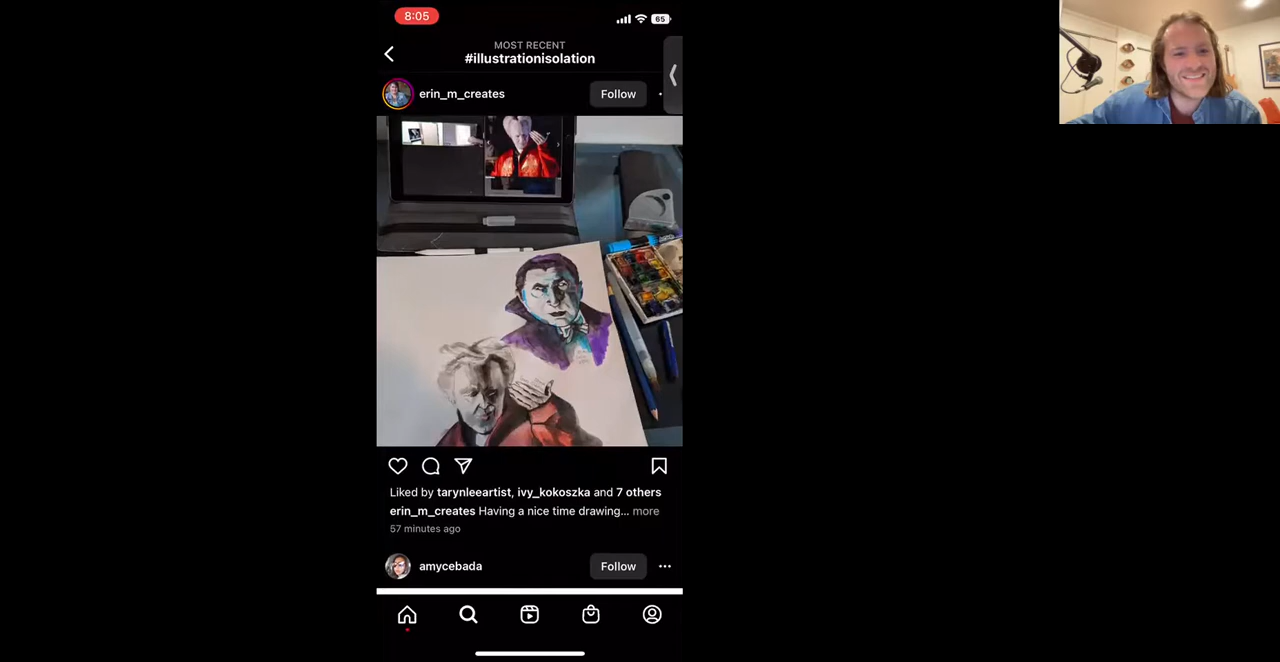 8:05
65
MOST RECENT
#illustrationisolation
erin_m_creates
Follow
Liked by tarynleeartist, ivy_kokoszka and 7 others
erin_m_creates Having a nice time drawing... more
57 minutes ago
amycebada
Follow